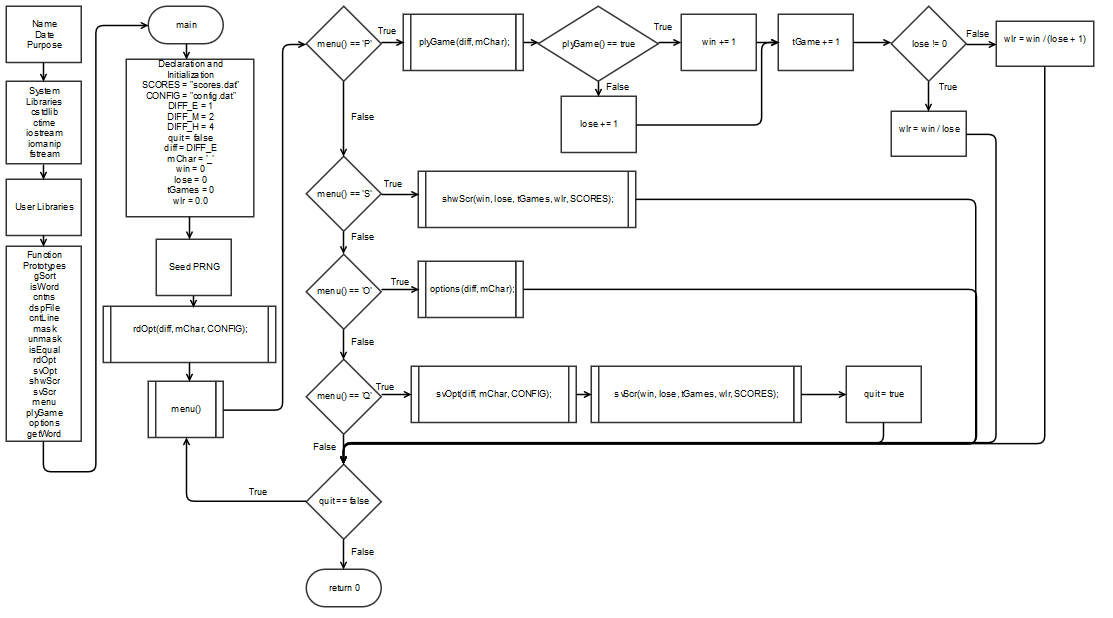 Name
Date
Purpose
System
Libraries
cstdlib
ctime
iostream
iomanip
fstream
User Libraries
Function
Prototypes
gSort
isWord
cntns
dspFile
cntLine
mask
unmask
isEqual
rdOpt
svOpt
shwScr
svScr
menu
plyGame
options
getWord
main
Declaration and
Initialization
SCORES = "scores.dat"
CONFIG = "config.dat"
DIFF_E = 1
DIFF_M = 2
DIFF_H = 4
quit = false
diff = DIFF_E
mChar = '_'
win = 0
lose = 0
tGames = 0
wlr = 0.0
Seed PRNG
rdOpt(diff, mChar, CONFIG);
menu()
menu() == 'P'
True
plyGame(diff, mChar);
plyGame() == true
True
win += 1
tGame += 1
lose != 0
False
wlr = win / (lose + 1)
False
lose += 1
True
wlr = win / lose
False
menu() == 'S'
True
shwScr(win, lose, tGames, wlr, SCORES);
False
menu() == 'O'
True
options(diff, mChar);
False
menu() == 'Q'
True
svOpt(diff, mChar, CONFIG);
svScr(win, lose, tGames, wlr, SCORES);
quit = true
False
quit == false
True
False
return 0